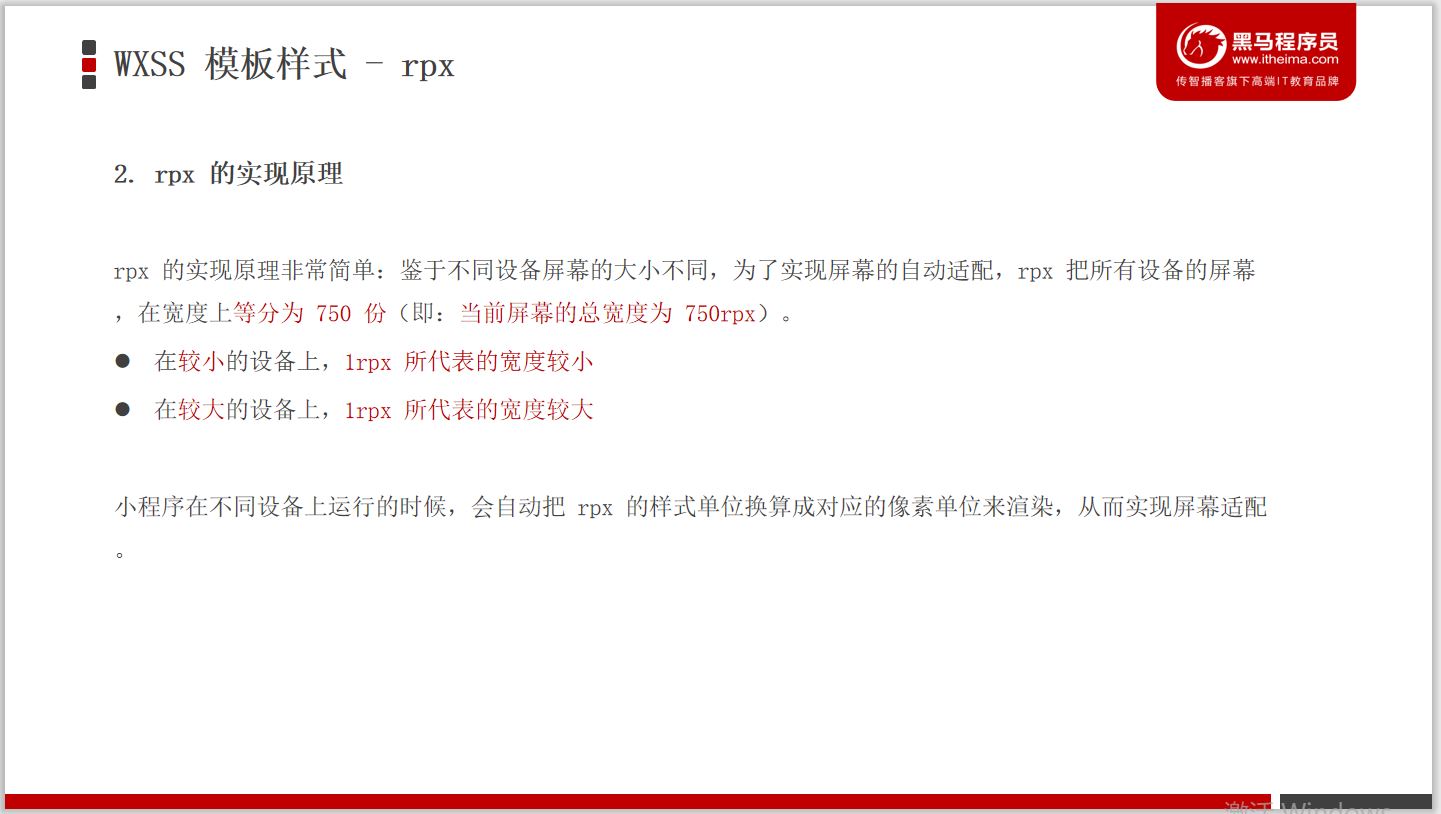 WXSS 模板样式 - rpx
黑马程序员
www.itheima.com
传智播客旗下高端IT教育品牌
2. rpx 的实现原理
rpx 的实现原理非常简单：鉴于不同设备屏幕的大小不同，为了实现屏幕的自动适配，rpx 把所有设备的屏幕
，在宽度上等分为 750 份（即：当前屏幕的总宽度为 750rpx）。
● 在较小的设备上，1rpx 所代表的宽度较小
● 在较大的设备上，1rpx 所代表的宽度较大
小程序在不同设备上运行的时候，会自动把 rpx 的样式单位换算成对应的像素单位来渲染，从而实现屏幕适配
。
激活 Windows